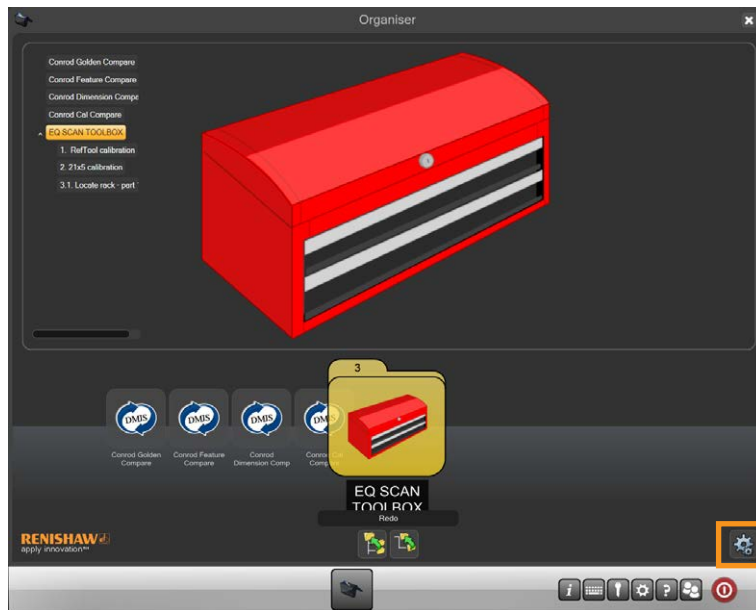 Organiser
Conrod Golden Compare
Conrod Feature Compare
Conrod Dimension Compa
Conrod Cal Compare
EQ SCAN TOOLBOX
1. RefTool calibration
2. 21x5 calibration
3.1. Locate rack - part
3
DMIS
DMIS
DMIS
DMIS
Conrod Golden
Compare
Conrod Feature
Compare
Conrod
Dimension Comp
EQ SCAN
TOOLBOX
Redo
RENISHAW
apply innovation™